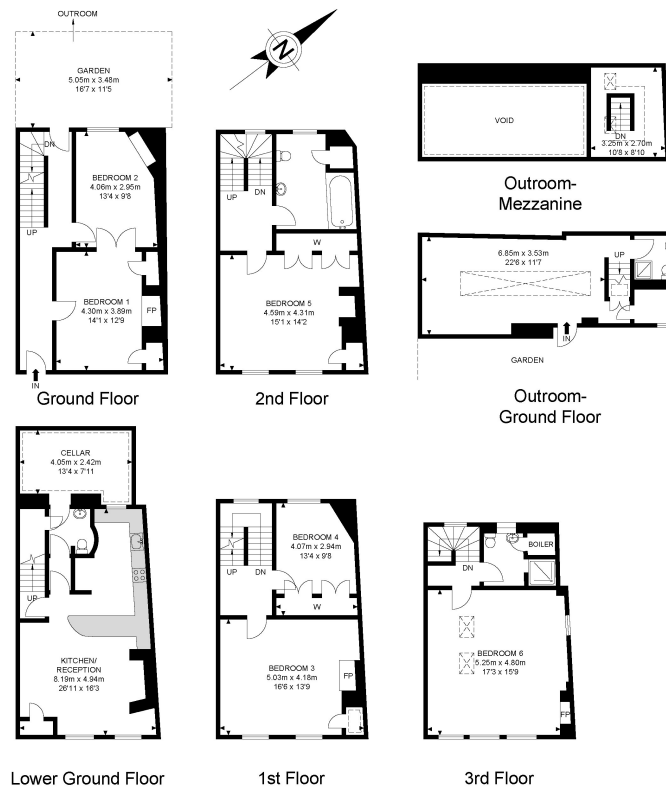 OUTROOM
GARDEN
5.05m x 3.48m
16'7 x 11'5
DN
UP
BEDROOM 2
4.06m x 2.95m
13'4 x 9'8
BEDROOM 1
4.30m x 3.89m
14'1 x 12'9
FP
IN
Ground Floor
N
UP
DN
W
BEDROOM 5
4.59m x 4.31m
15'1 x 14'2
2nd Floor
VOID
DN
3.25m x 2.70m
10'8 x 8'10
Outroom-
Mezzanine
6.85m x 3.53m
22'6 x 11'7
UP
IN
GARDEN
Outroom-
Ground Floor
CELLAR
4.05m x 2.42m
13'4 x 7'11
UP
KITCHEN/
RECEPTION
8.19m x 4.94m
26'11 x 16'3
Lower Ground Floor
UP
DN
BEDROOM 4
4.07m x 2.94m
13'4 x 9'8
W
BEDROOM 3
5.03m x 4.18m
16'6 x 13'9
FP
1st Floor
DN
BOILER
BEDROOM 6
5.25m x 4.80m
17'3 x 15'9
FP
3rd Floor